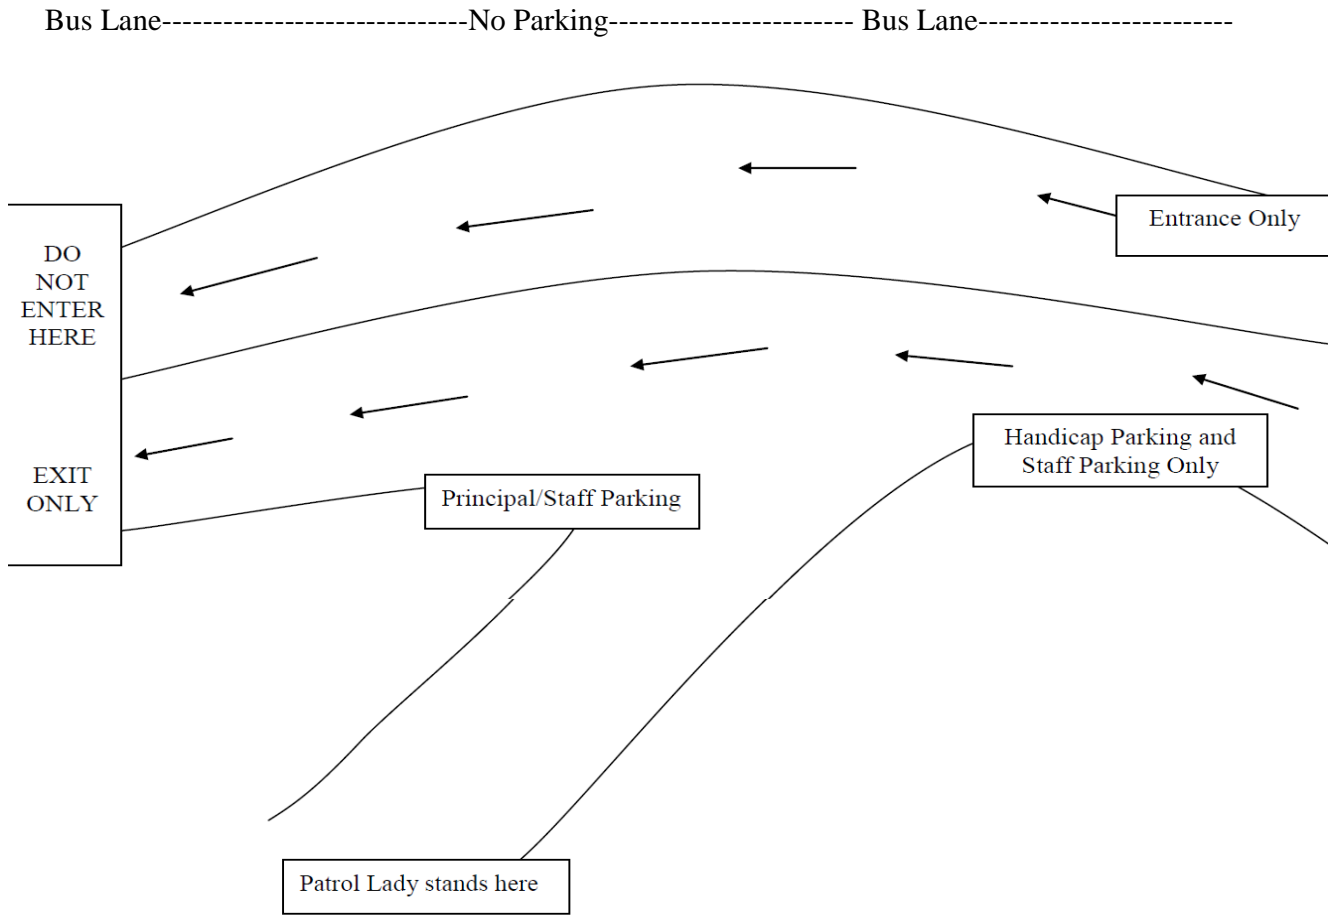 Bus Lane------------------------------No Parking------------------------ Bus Lane-------------------------
Entrance Only
DO
NOT
ENTER
HERE
Handicap Parking and
Staff Parking Only
EXIT
ONLY
Principal/Staff Parking
Patrol Lady stands here